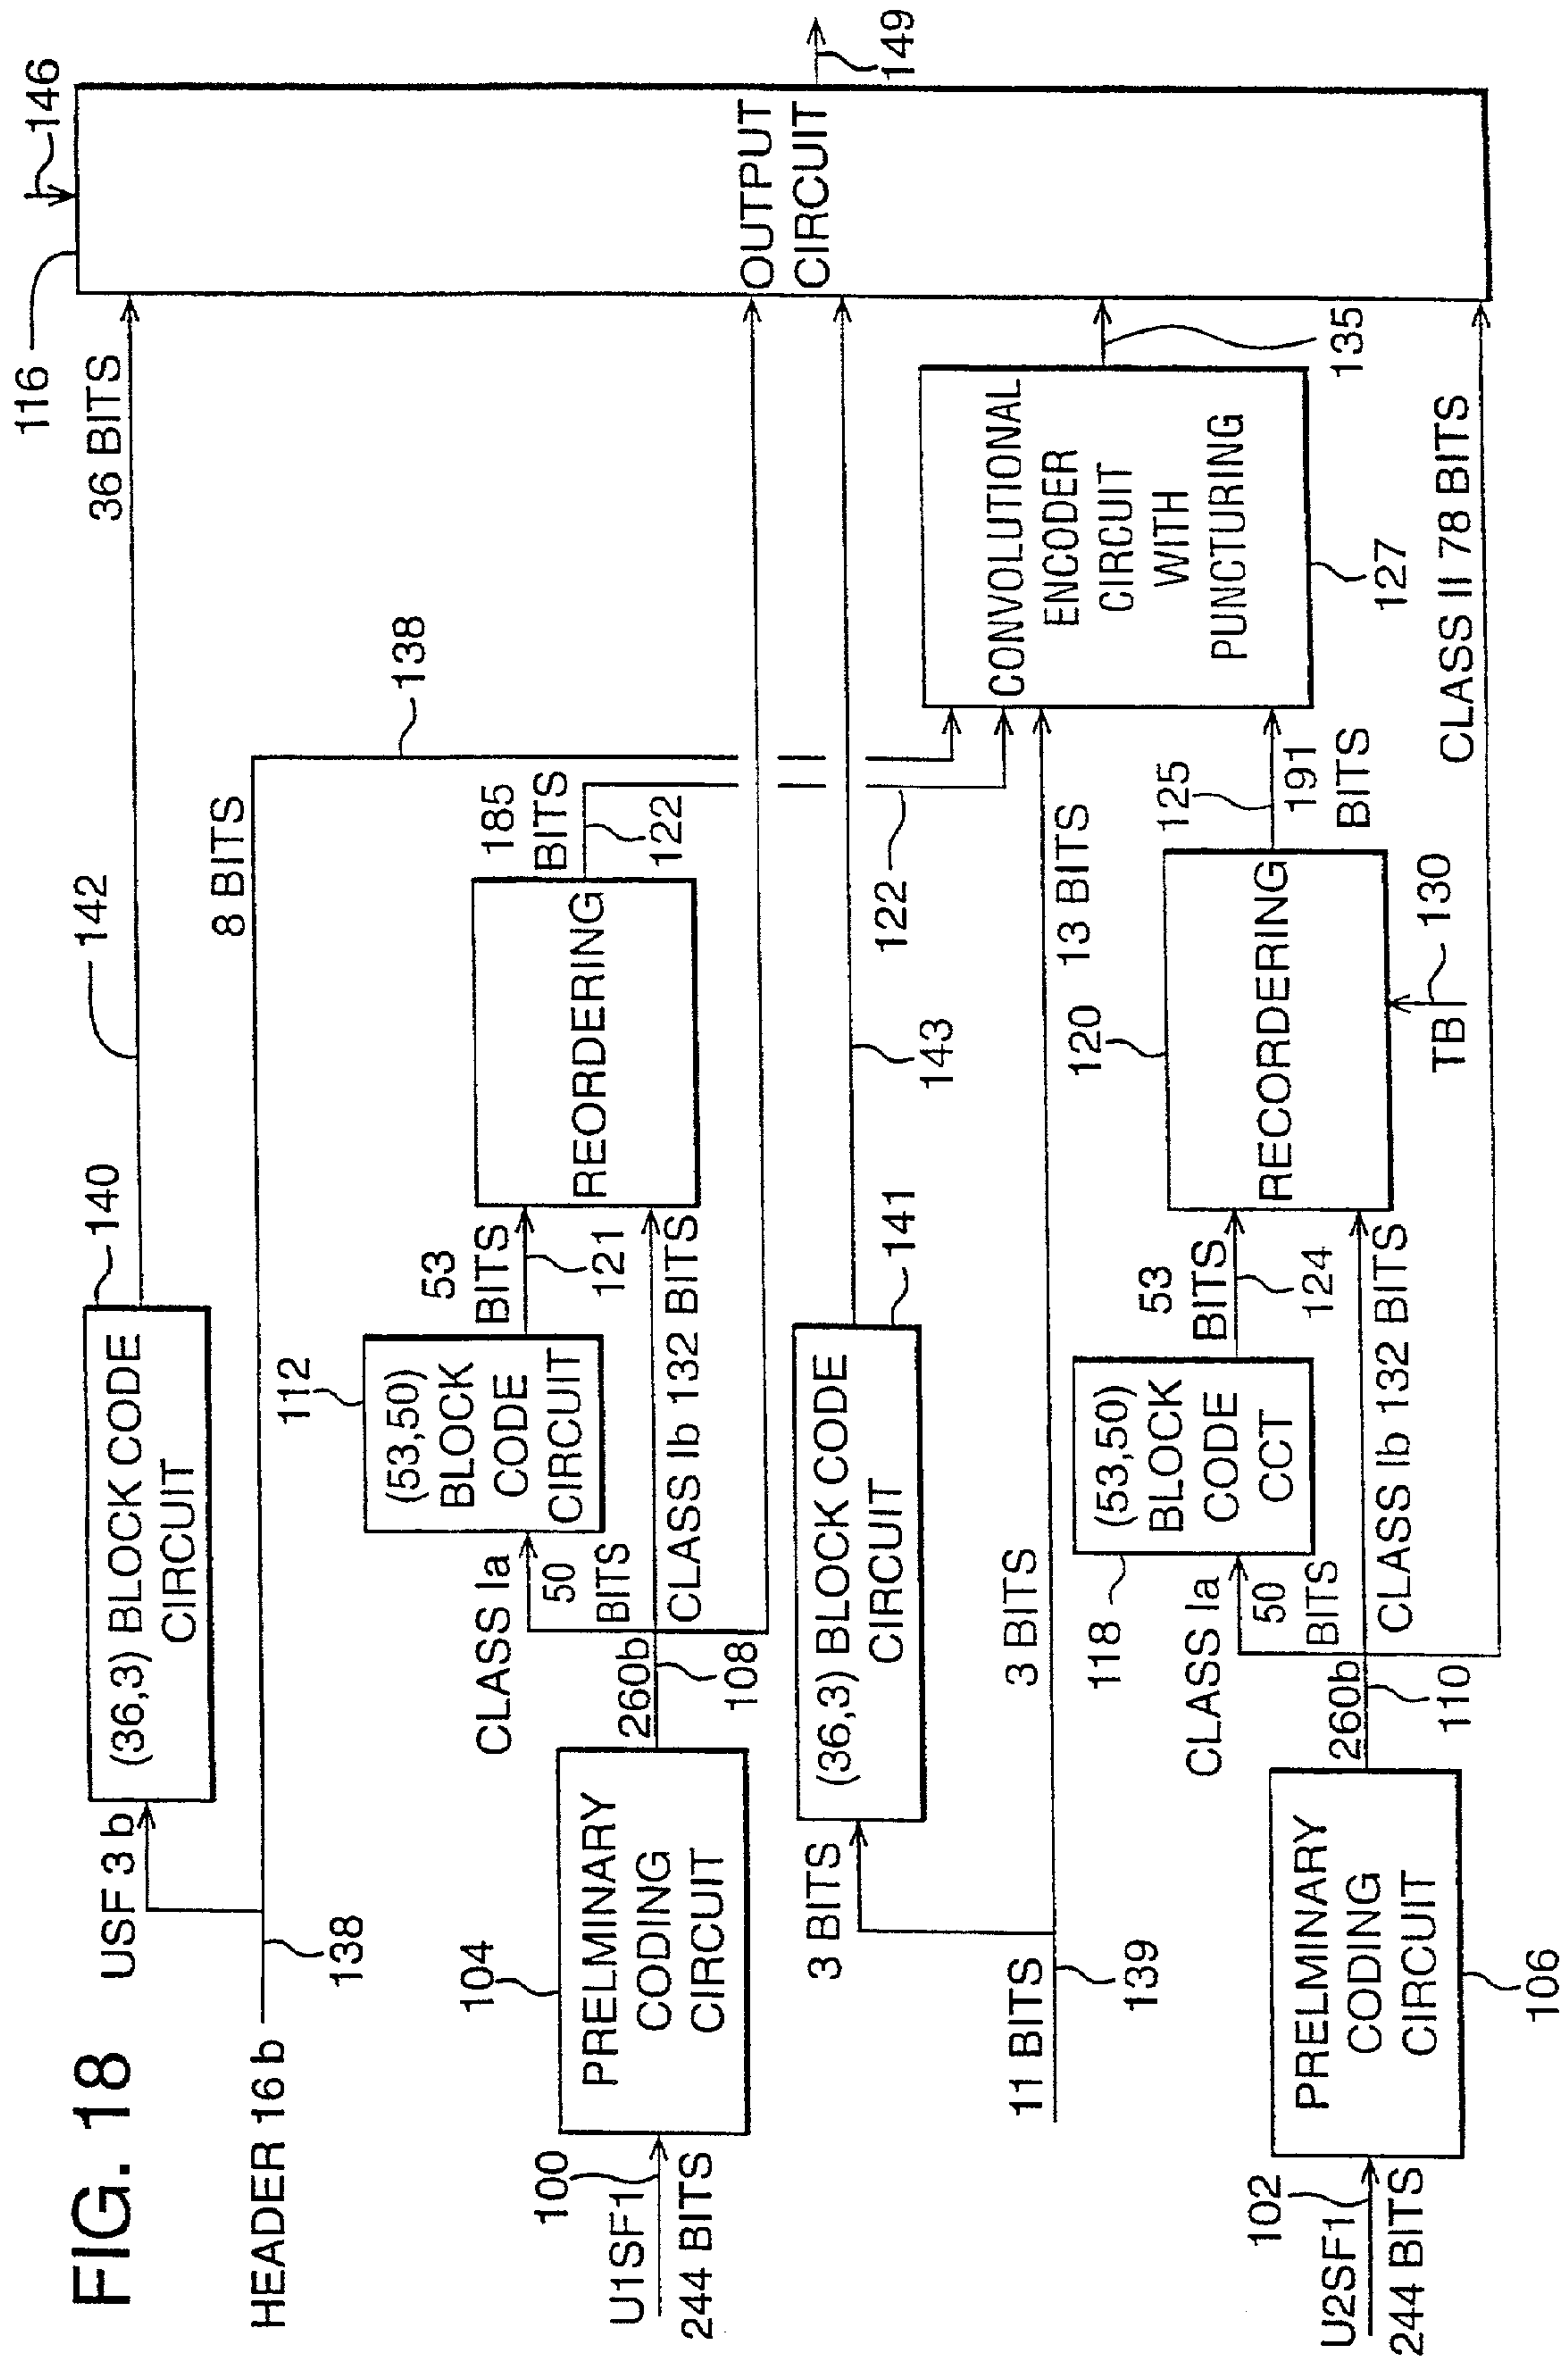 FIG. 18
116
146
149
OUTPUT
CIRCUIT
36 BITS
142
140
(36,3) BLOCK CODE
CIRCUIT
USF 3 b
HEADER 16 b
138
8 BITS
138
U1SF1
100
244 BITS
104
PRELMINARY
CODING
CIRCUIT
260b
108
CLASS Ia
50
BITS
112
(53,50)
BLOCK
CODE
CIRCUIT
53
BITS
121
CLASS Ib 132 BITS
REORDERING
185
BITS
122
122
3 BITS
(36,3) BLOCK CODE
CIRCUIT
141
143
11 BITS
139
3 BITS
13 BITS
CONVOLUTIONAL
ENCODER
CIRCUIT
WITH
PUNCTURING
127
135
U2SF1
102
244 BITS
PRELMINARY
CODING
CIRCUIT
106
260b
110
CLASS Ia
50
BITS
118
(53,50)
BLOCK
CODE
CCT
53
BITS
124
CLASS Ib 132 BITS
120
RECORDERING
TB
130
125
191
BITS
CLASS II 78 BITS